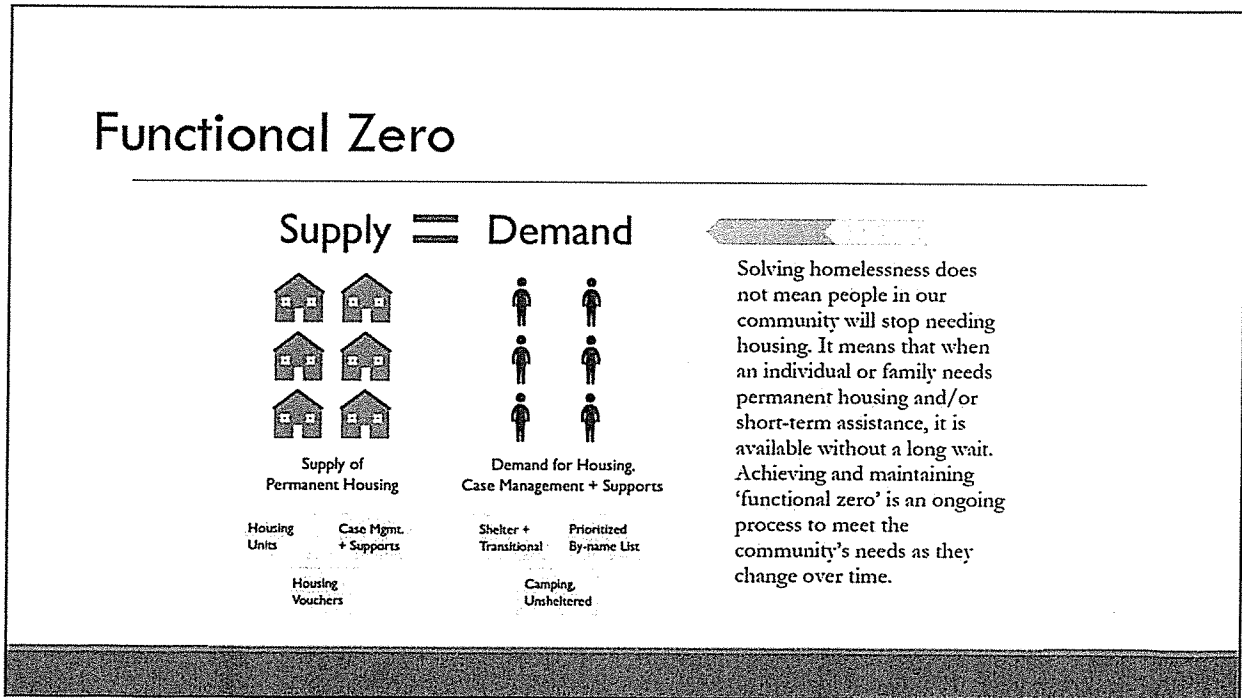 Functional Zero
Supply = Demand
Supply of
Permanent Housing
Housing
Units
Case Mgmt.
+ Supports
Housing
Vouchers
Demand for Housing,
Case Management + Supports
Shelter +
Transitional
Prioritized
By-name List
Camping,
Unsheltered
Solving homelessness does
not mean people in our
community will stop needing
housing. It means that when
an individual or family needs
permanent housing and/or
short-term assistance, it is
available without a long wait.
Achieving and maintaining
‘functional zero’ is an ongoing
process to meet the
community’s needs as they
change over time.